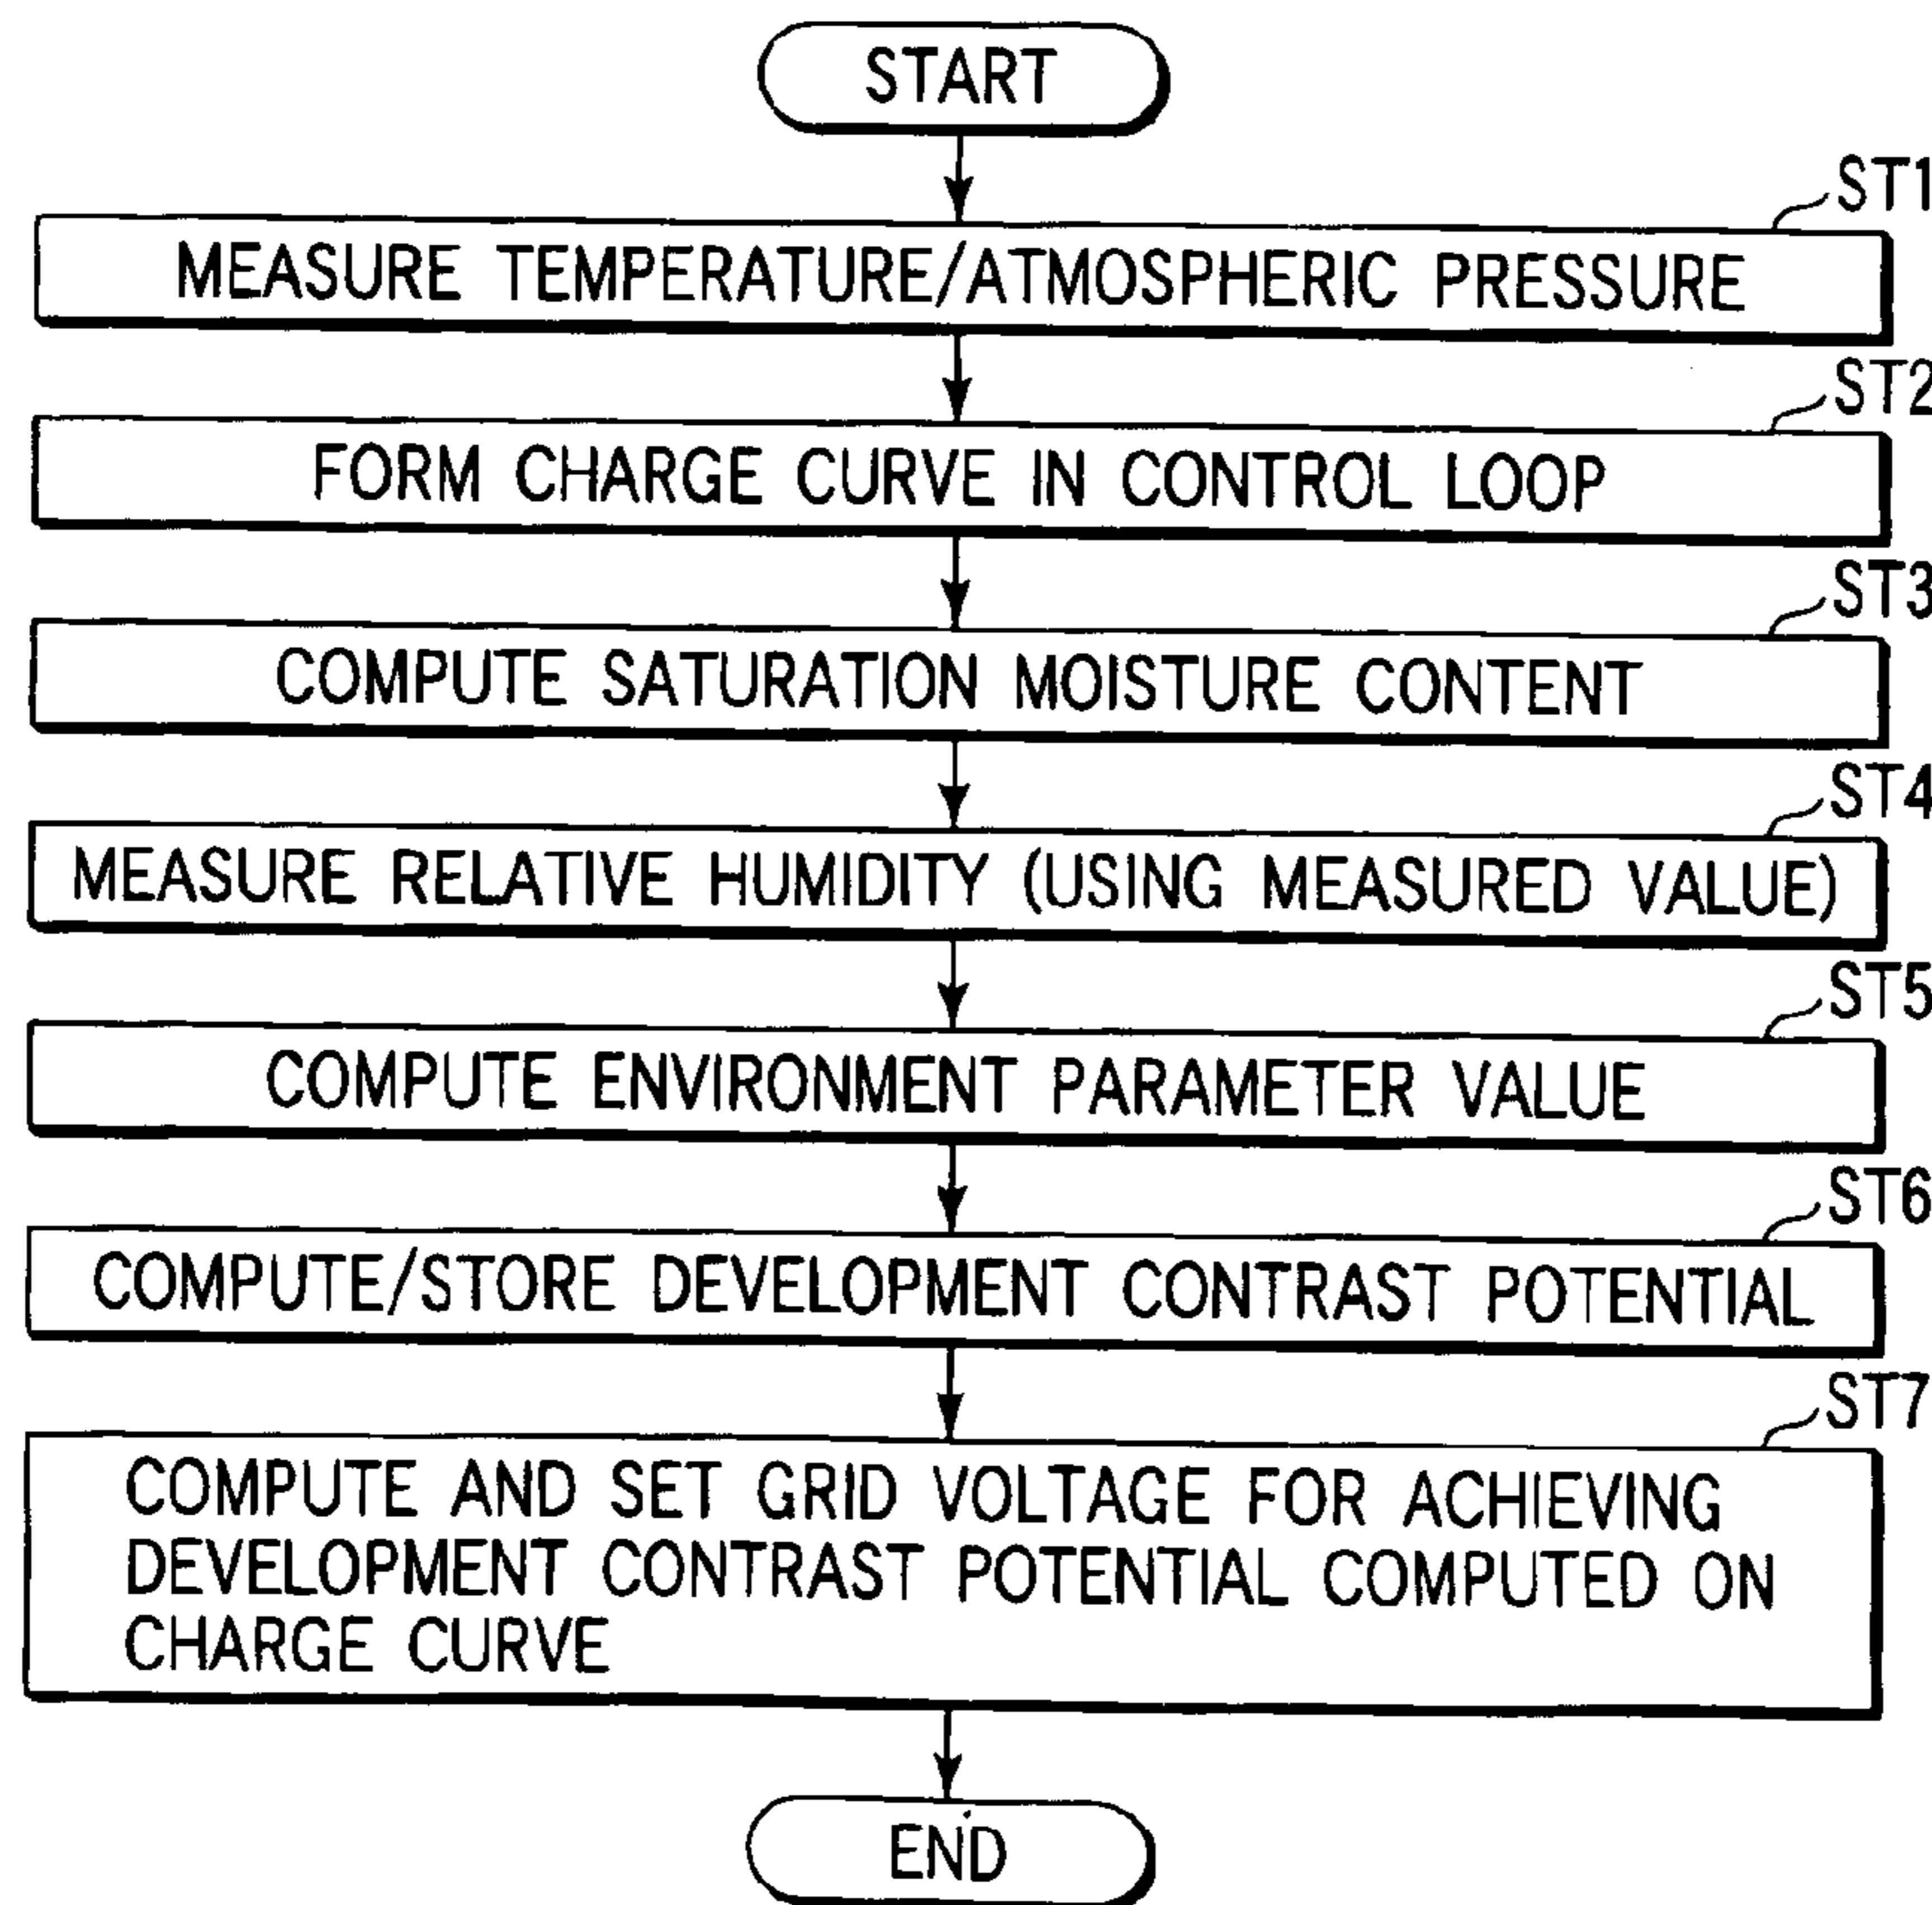 START
ST1
MEASURE TEMPERATURE/ATMOSPHERIC PRESSURE
ST2
FORM CHARGE CURVE IN CONTROL LOOP
ST3
COMPUTE SATURATION MOISTURE CONTENT
ST4
MEASURE RELATIVE HUMIDITY (USING MEASURED VALUE)
ST5
COMPUTE ENVIRONMENT PARAMETER VALUE
ST6
COMPUTE/STORE DEVELOPMENT CONTRAST POTENTIAL
ST7
COMPUTE AND SET GRID VOLTAGE FOR ACHIEVING
DEVELOPMENT CONTRAST POTENTIAL COMPUTED ON
CHARGE CURVE
END